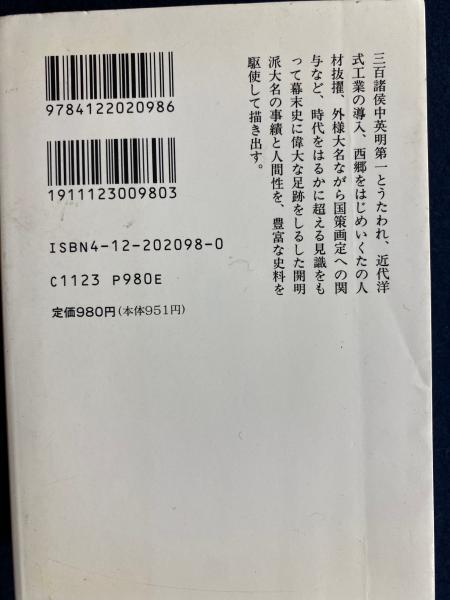 三百諸侯中英明第一とうたわれ、近代洋
式工業の導入、西郷をはじめいくたの人
材抜擢、外様大名ながら国策画定への関
与など、時代をはるかに超える見識をも
って幕末史に偉大な足跡をしるした開明
派大名の事績と人間性を、豊富な史料を
駆使して描き出す。
9784122020986
1911123009803
ISBN4-12-202098-0
C1123 P980E
定価980円(本体951円)